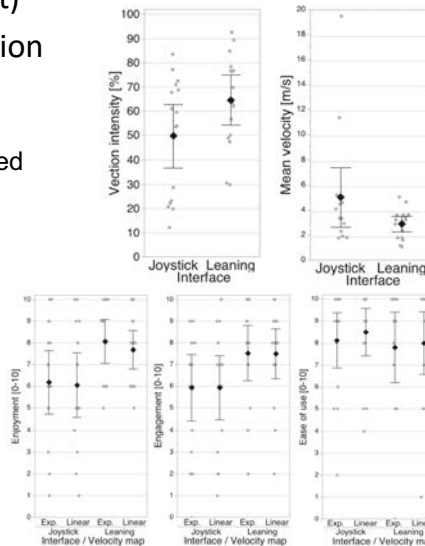 t)
ion
ed
Vection intensity [%]
100
90
80
70
60
50
40
30
20
10
0
Joystick Leaning
Interface
Mean velocity [m/s]
20
18
16
14
12
10
8
6
4
2
0
Joystick Leaning
Interface
Enjoyment [0-10]
10
9
8
7
6
5
4
3
2
1
0
Exp. Linear Exp. Linear
Joystick Leaning
Interface / Velocity map
Engagement [0-10]
10
9
8
7
6
5
4
3
2
1
0
Exp. Linear Exp. Linear
Joystick Leaning
Interface / Velocity map
Ease of use [0-10]
10
9
8
7
6
5
4
3
2
1
0
Exp. Linear Exp. Linear
Joystick Leaning
Interface / Velocity map